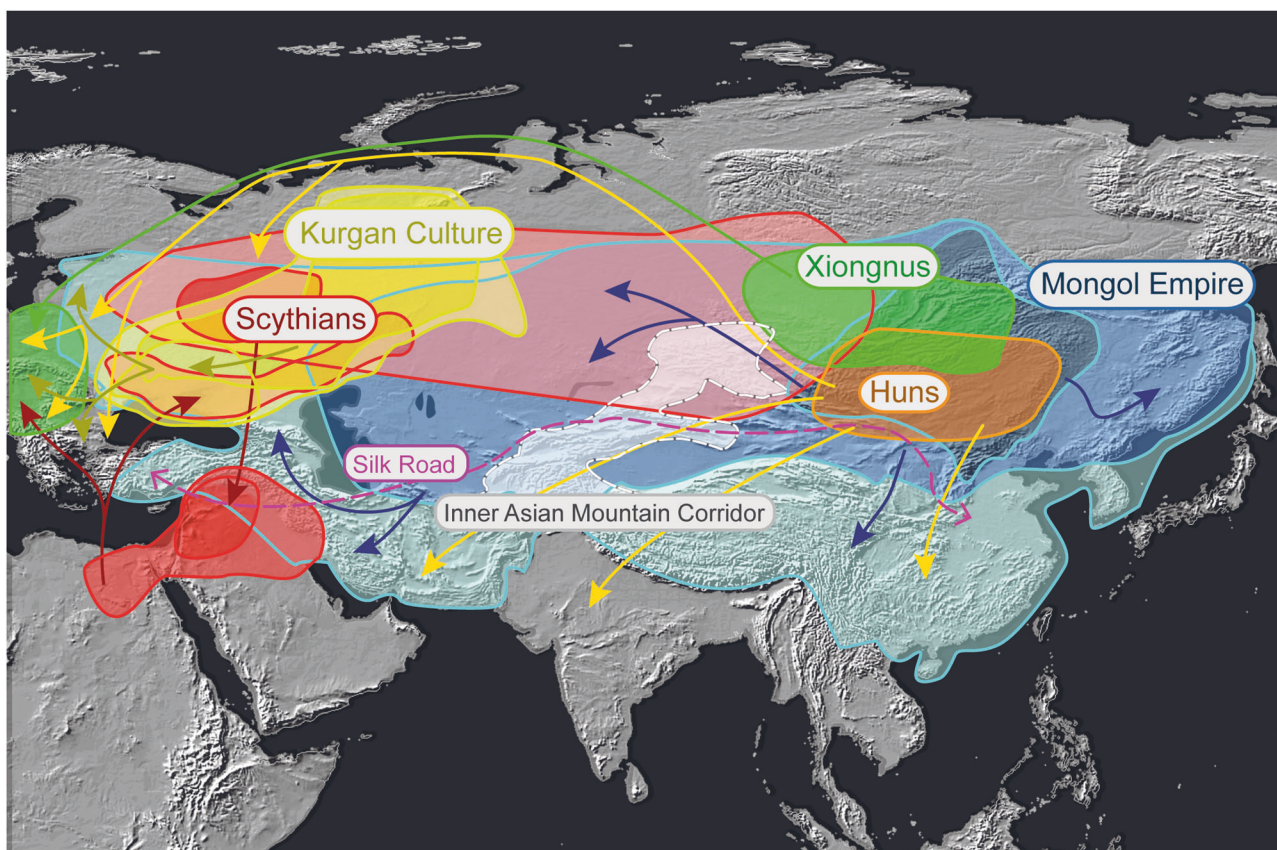 Kurgan Culture
Xiongnus
Mongol Empire
Scythians
Huns
Silk Road
Inner Asian Mountain Corridor